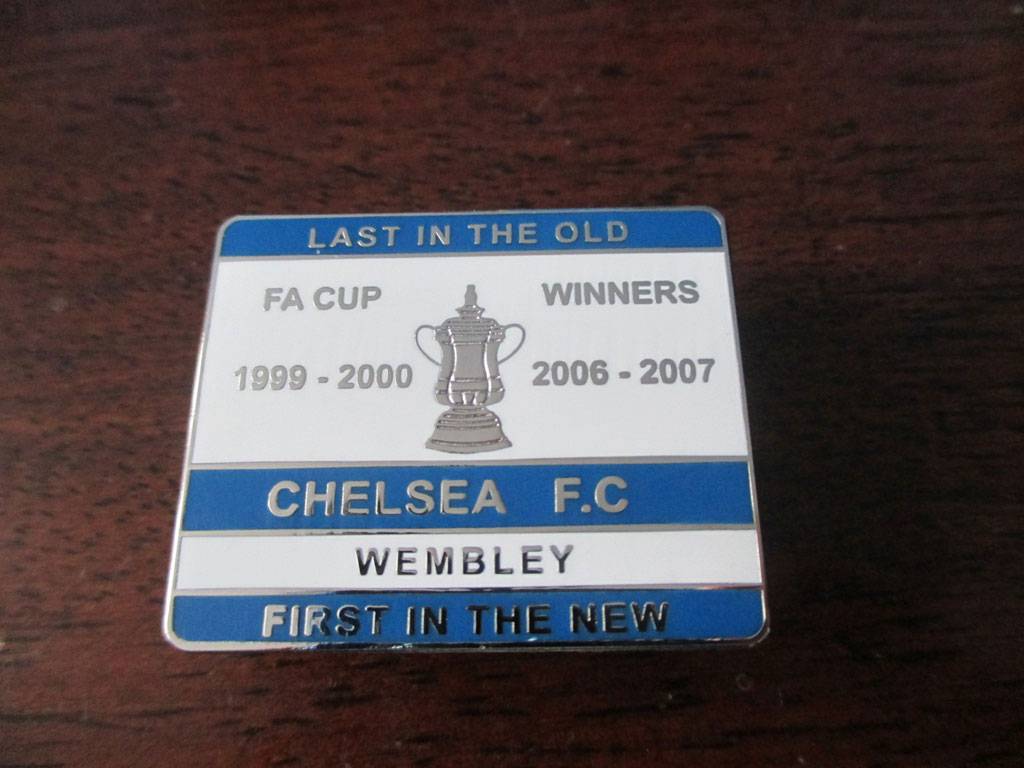 LAST IN THE OLD
FA CUP WINNERS
1999 - 2000 2006 - 2007
CHELSEA F.C
WEMBLEY
FIRST IN THE NEW